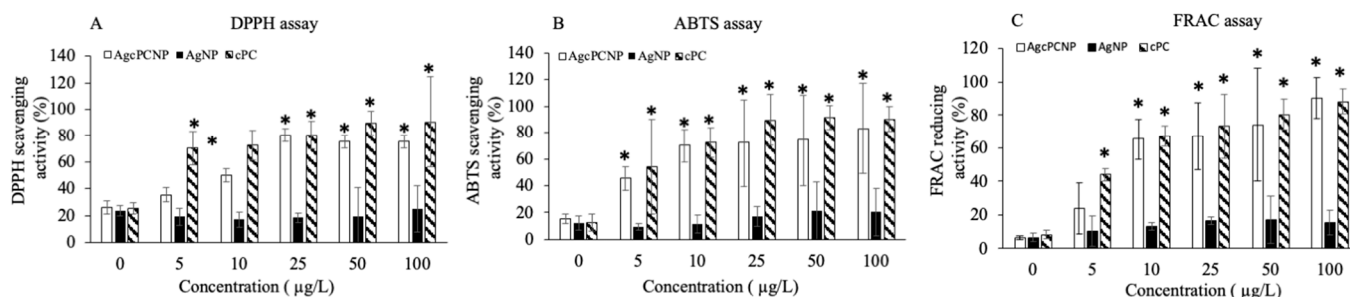 A
DPPH assay
AgcPCNP AgNP cPC
DPPH scavenging
activity (%)
140
120
100
80
60
40
20
0
* * * * * * * *
0 5 10 25 50 100
Concentration ( µg/L)
B
ABTS assay
AgcPCNP AgNP cPC
ABTS scavenging
activity (%)
140
120
100
80
60
40
20
0
* * * * * * * * * *
0 5 10 25 50 100
Concentration ( µg/L)
C
FRAC assay
AgcPCNP AgNP cPC
FRAC reducing
activity (%)
120
100
80
60
40
20
0
* * * * * * * * *
0 5 10 25 50 100
Concentration ( µg/L)